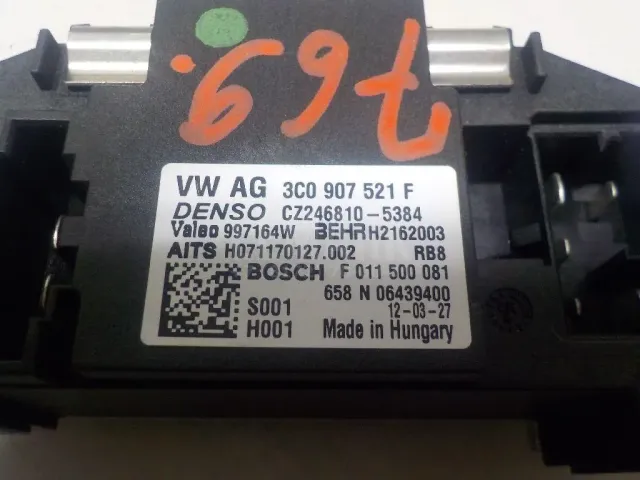 769.
VW AG 3C0 907 521 F
DENSO CZ246810-5384
Valeo 997164W BEHR H2162003
AITS H071170127.002 RB8
BOSCH F 011 500 081
658 N 06439400
S001 12-03-27
H001 Made in Hungary